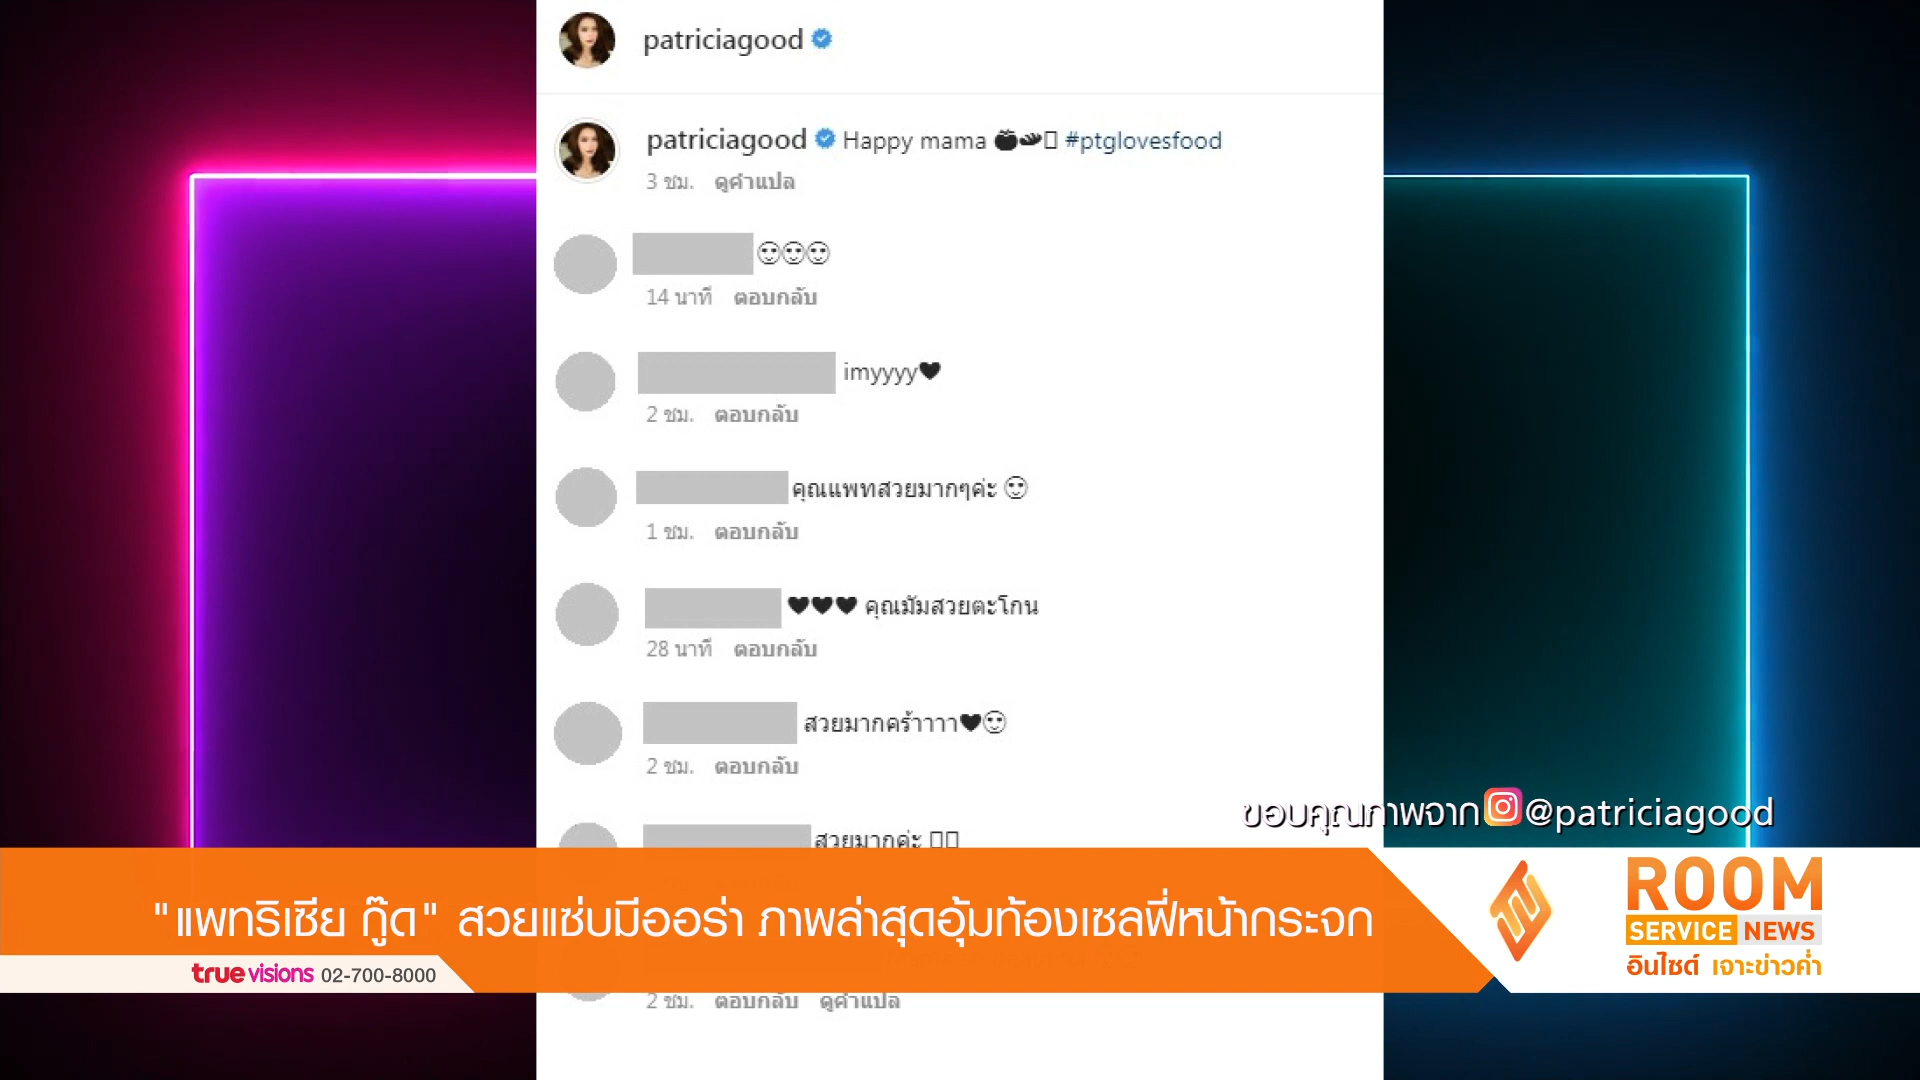 patriciagood
patriciagood Happy mama #ptglovesfood
3 ชม. ดูคำแปล
14 นาที ตอบกลับ
imyyyy
2 ชม. ตอบกลับ
คุณแพทสวยมากๆค่ะ
1 ชม. ตอบกลับ
คุณมัมสวยตะโกน
28 นาที ตอบกลับ
สวยมากคร้าาาา
2 ชม. ตอบกลับ
สวยมากค่ะ
ขอบคุณภาพจาก @patriciagood
"แพทริเซีย กู๊ด" สวยแซ่บมีออร่า ภาพล่าสุดอุ้มท้องเซลฟี่หน้ากระจก
ROOM
SERVICE NEWS
อินไซด์ เจาะข่าวค่ำ
true visions 02-700-8000
2 ชม. ตอบกลับ ดูคำแปล